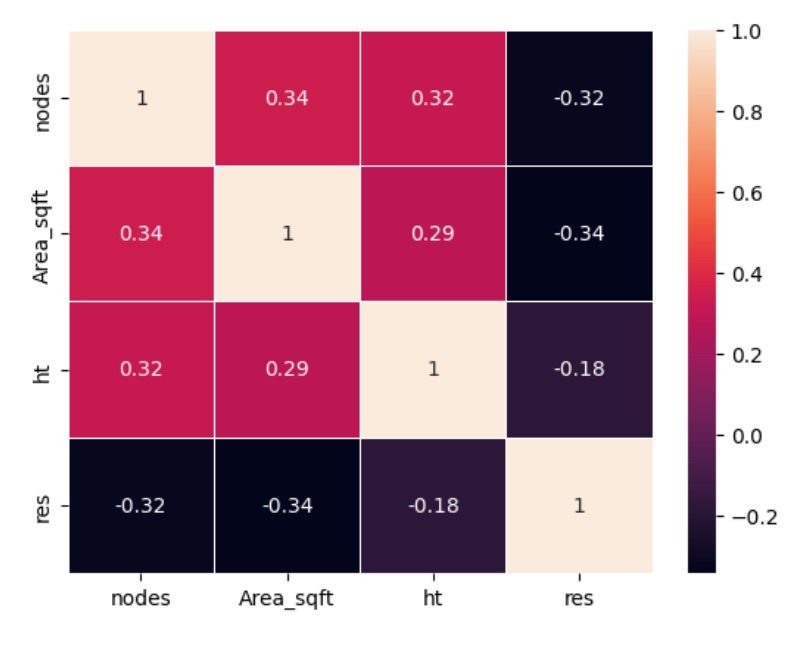 nodes 1 0.34 0.32 -0.32
Area_sqft 0.34 1 0.29 -0.34
ht 0.32 0.29 1 -0.18
res -0.32 -0.34 -0.18 1
nodes Area_sqft ht res
1.0
0.8
0.6
0.4
0.2
0.0
−0.2